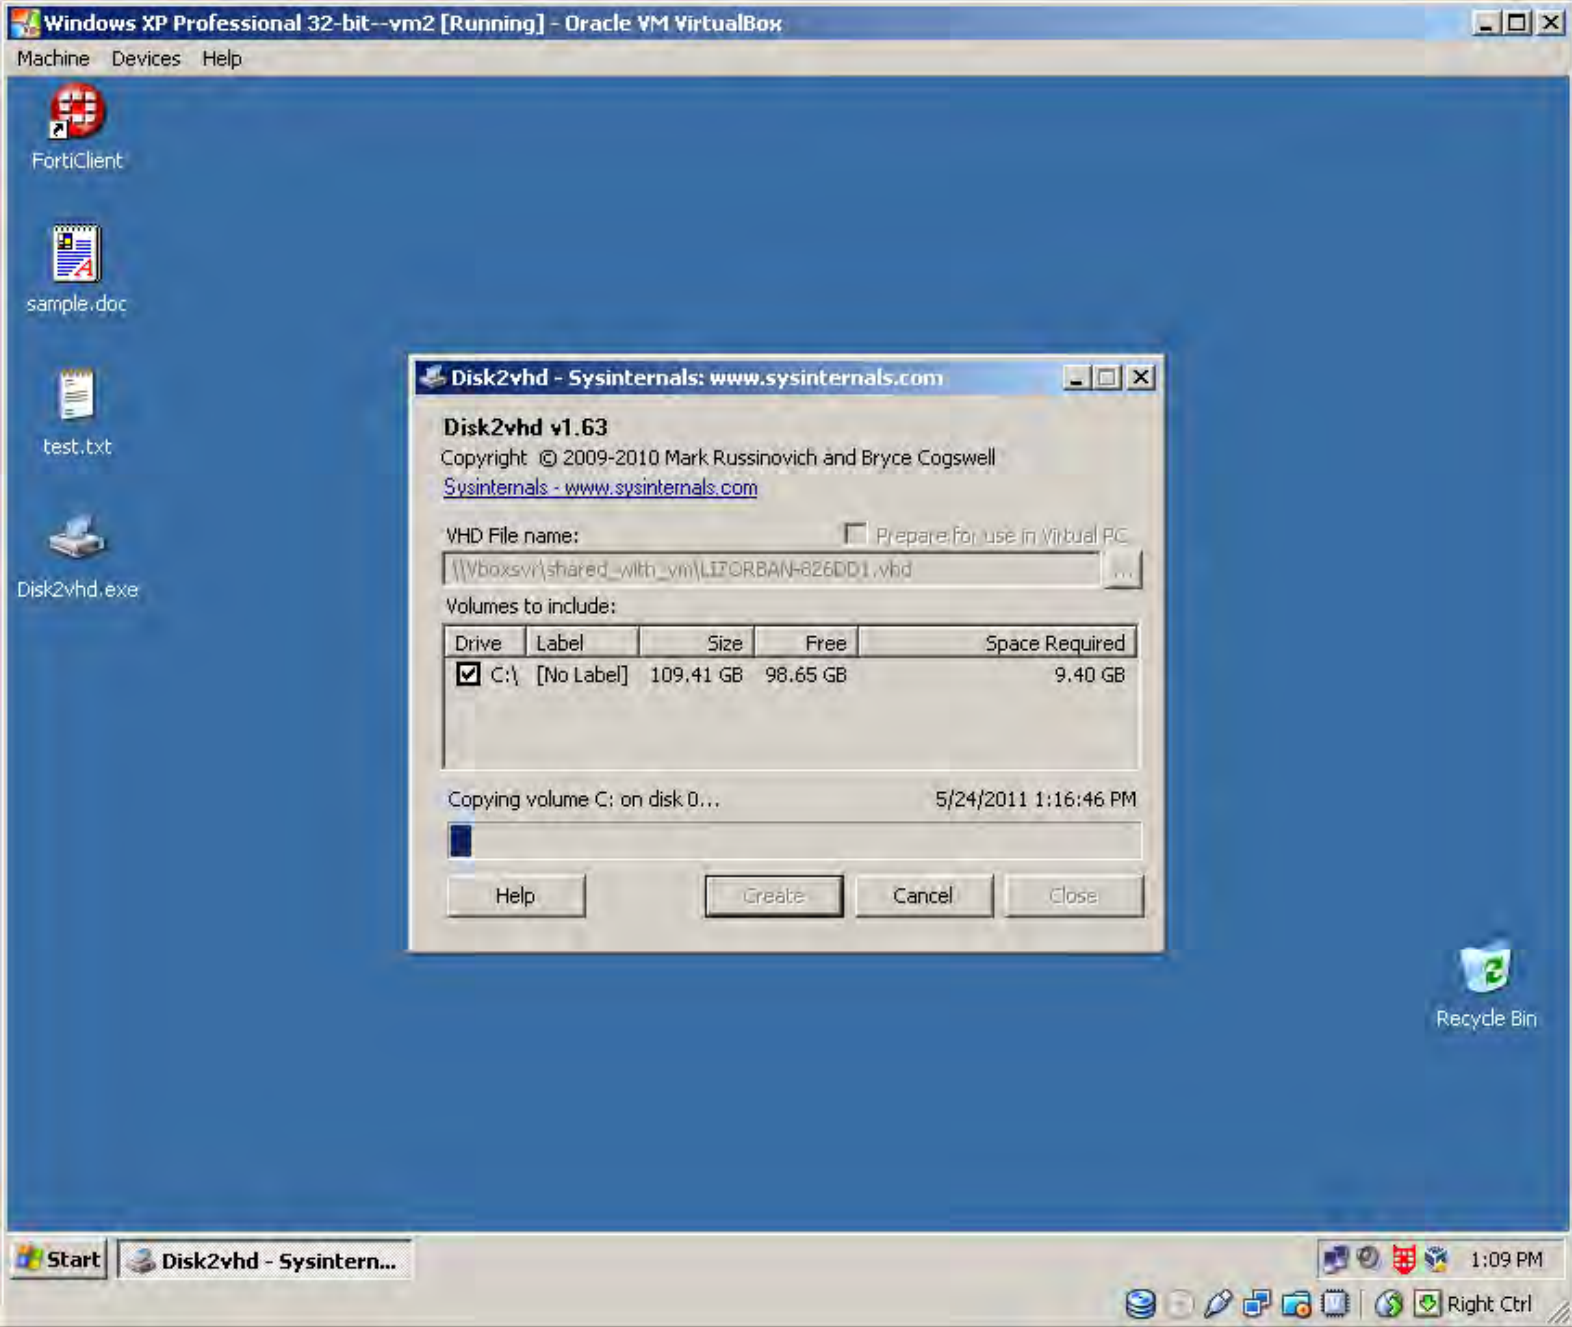 Windows XP Professional 32-bit--vm2 [Running] - Oracle VM VirtualBox
Machine Devices Help
FortiClient
sample.doc
test.txt
Disk2vhd.exe
Disk2vhd - Sysinternals: www.sysinternals.com
Disk2vhd v1.63
Copyright © 2009-2010 Mark Russinovich and Bryce Cogswell
Sysinternals - www.sysinternals.com
VHD File name:
Prepare for use in Virtual PC
\\Vboxsvr\shared_with_vm\LIZORBAN-826DD1.vhd
...
Volumes to include:
Drive Label Size Free Space Required
C:\ [No Label] 109.41 GB 98.65 GB 9.40 GB
Copying volume C: on disk 0... 5/24/2011 1:16:46 PM
Help Create Cancel Close
Recycle Bin
Start Disk2vhd - Sysintern... 1:09 PM
Right Ctrl